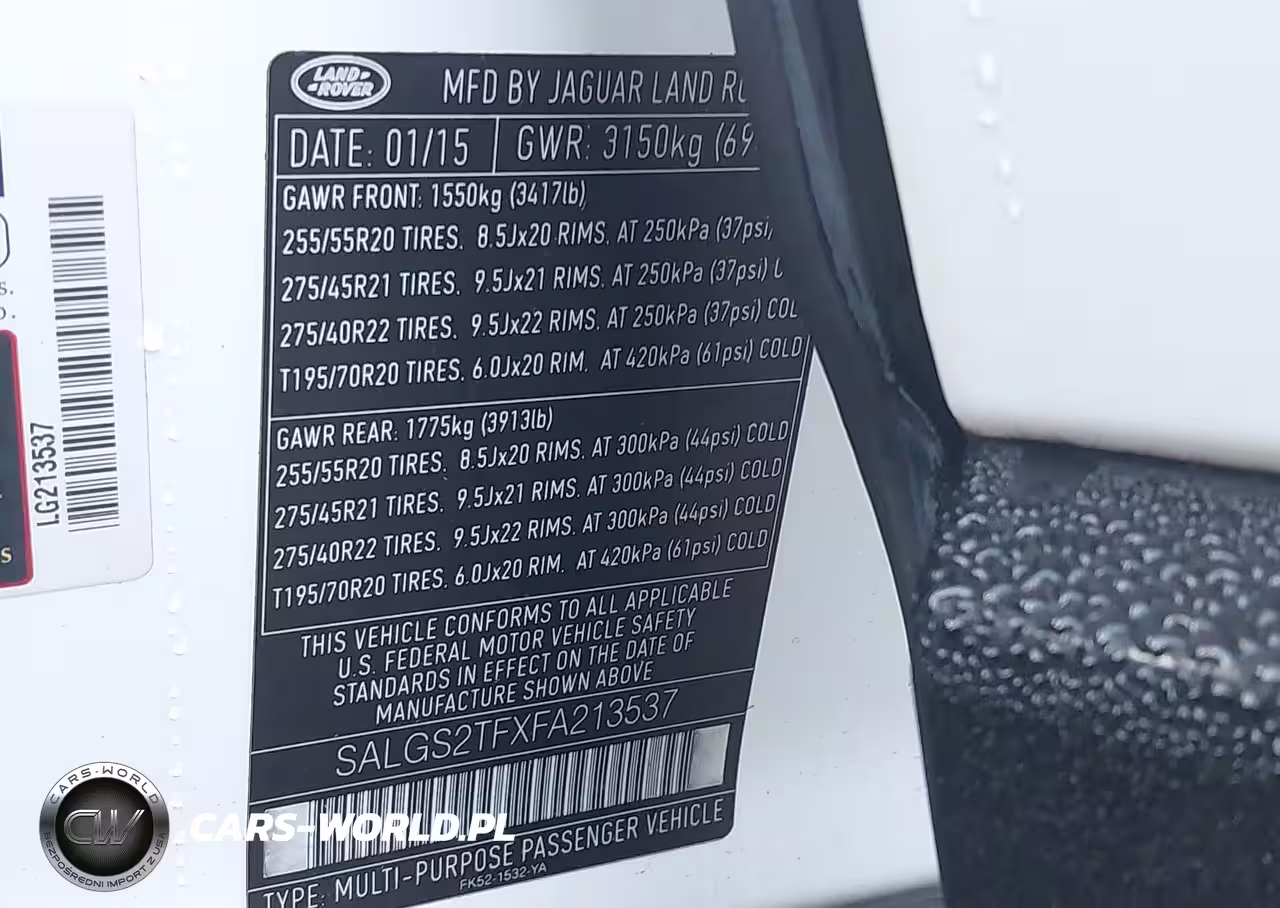 LAND-
-ROVER
MFD BY JAGUAR LAND
DATE: 01/15
GWR: 3150kg (69
GAWR FRONT: 1550kg (3417lb)
255/55R20 TIRES. 8.5Jx20 RIMS. AT 250kPa (37psi)
275/45R21 TIRES. 9.5Jx21 RIMS. AT 250kPa (37psi)
275/40R22 TIRES. 9.5Jx22 RIMS. AT 250kPa (37psi) COL
T195/70R20 TIRES. 6.0Jx20 RIM. AT 420kPa (61psi) COLD
GAWR REAR: 1775kg (3913lb)
255/55R20 TIRES. 8.5Jx20 RIMS. AT 300kPa (44psi) COLD
275/45R21 TIRES. 9.5Jx21 RIMS. AT 300kPa (44psi) COLD
275/40R22 TIRES. 9.5Jx22 RIMS. AT 300kPa (44psi) COLD
T195/70R20 TIRES. 6.0Jx20 RIM. AT 420kPa (61psi) COLD
THIS VEHICLE CONFORMS TO ALL APPLICABLE
U.S. FEDERAL MOTOR VEHICLE SAFETY
STANDARDS IN EFFECT ON THE DATE OF
MANUFACTURE SHOWN ABOVE
SALGS2TFXFA213537
TYPE: MULTI-PURPOSE PASSENGER VEHICLE
FK52-1532-YA
LG213537
CARS-WORLD
CW
BEZPOŚREDNI IMPORT Z USA
CARS-WORLD.PL